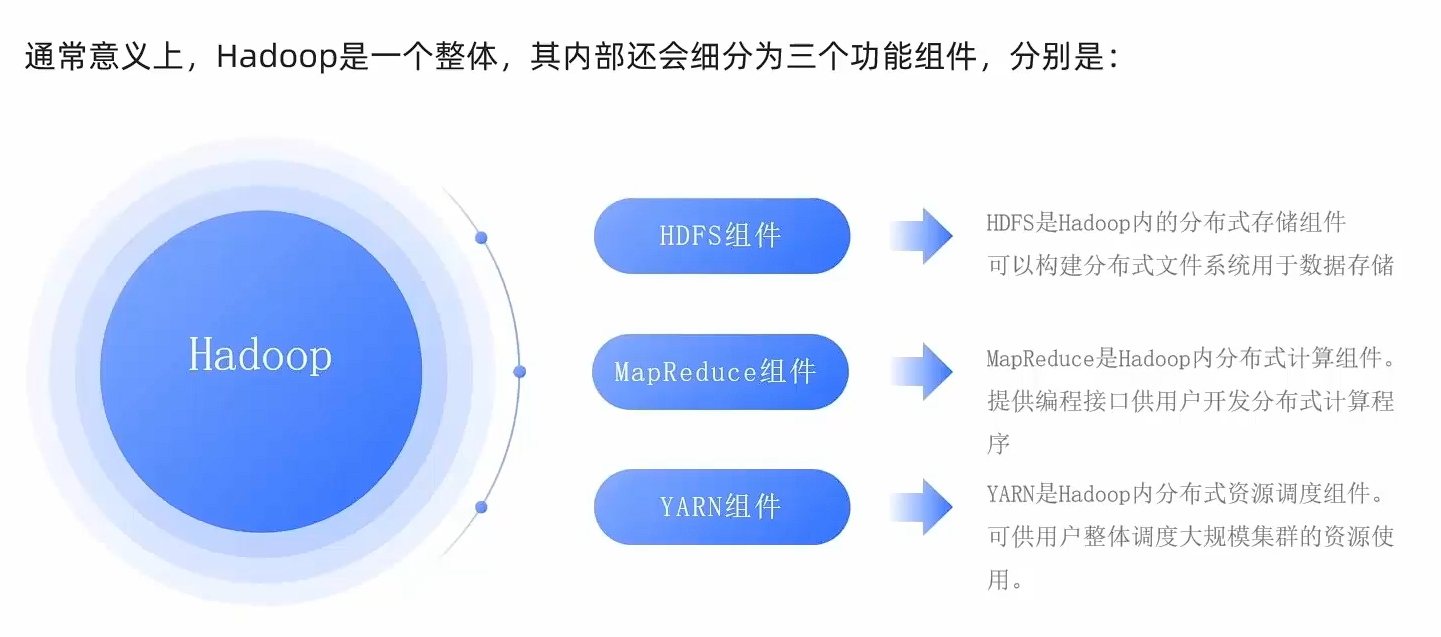 通常意义上，Hadoop是一个整体，其内部还会细分为三个功能组件，分别是：
Hadoop
HDFS组件
HDFS是Hadoop内的分布式存储组件
可以构建分布式文件系统用于数据存储
MapReduce组件
MapReduce是Hadoop内分布式计算组件。
提供编程接口供用户开发分布式计算程
序
YARN组件
YARN是Hadoop内分布式资源调度组件。
可供用户整体调度大规模集群的资源使
用。